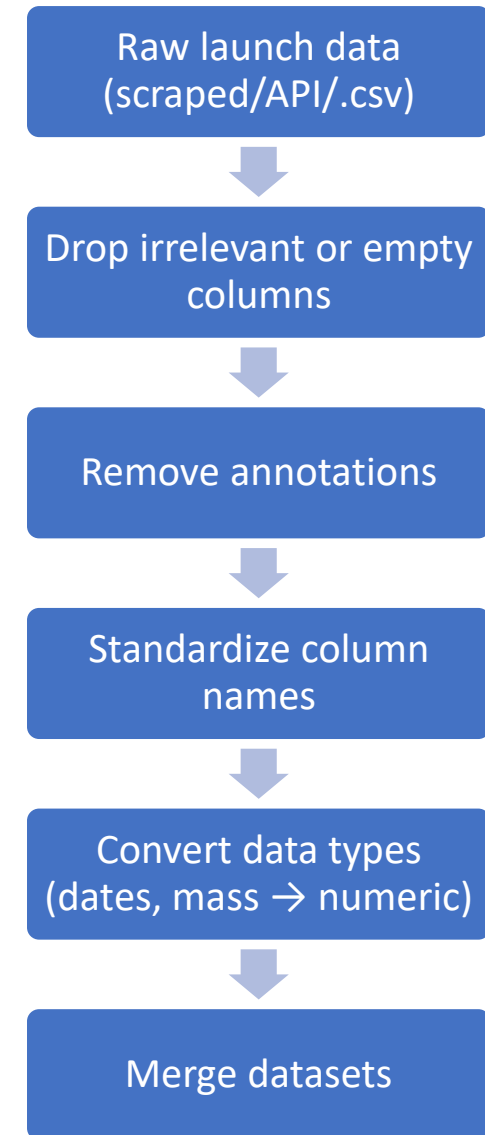 Raw launch data
(scraped/API/.csv)
Drop irrelevant or empty
columns
Remove annotations
Standardize column
names
Convert data types
(dates, mass → numeric)
Merge datasets